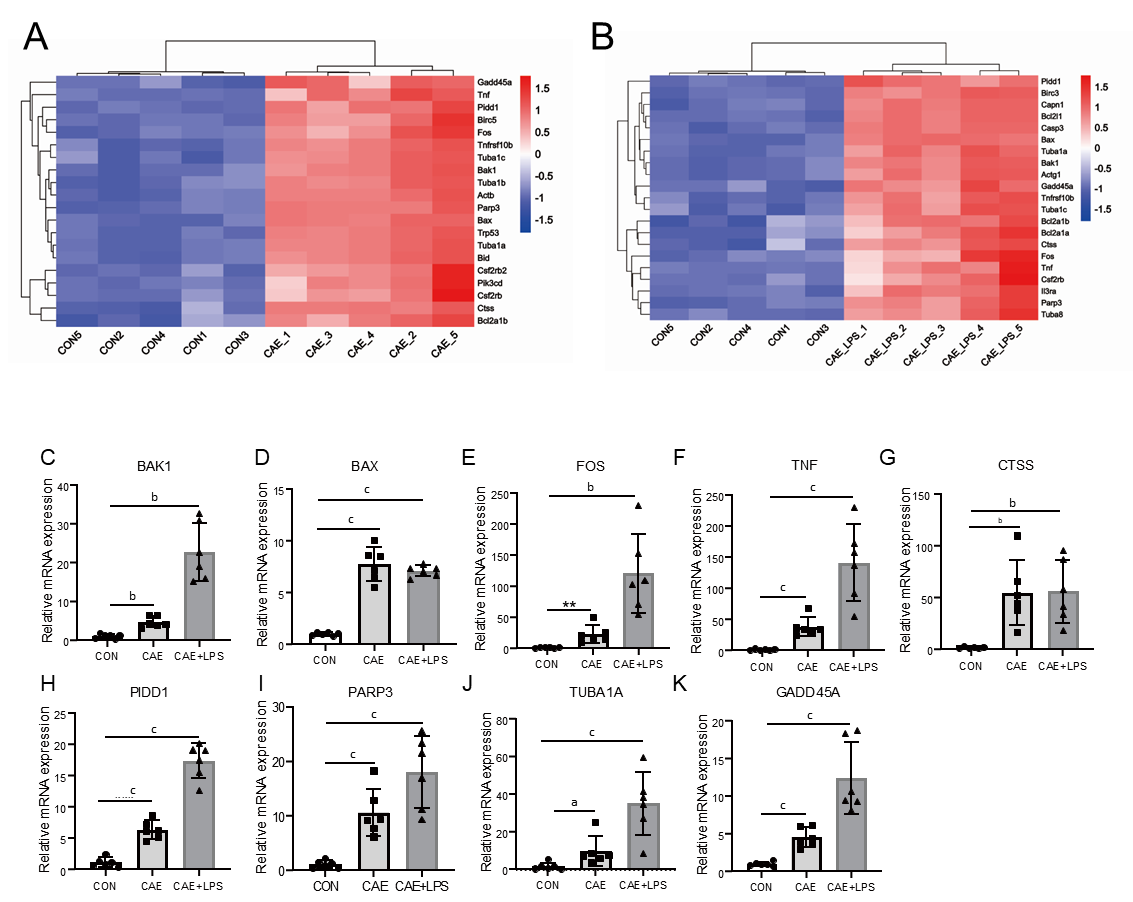 A
Gadd45a
Tnf
Pidd1
Birc5
Fos
Tnfrsf10b
Tuba1c
Bak1
Tuba1b
Actb
Parp3
Bax
Trp53
Tuba1a
Bid
Csf2rb2
Pik3cd
Csf2rb
Ctss
Bcl2a1b
1.5
1
0.5
0
-0.5
-1
-1.5
CON5
CON2
CON4
CON1
CON3
CAE_1
CAE_3
CAE_4
CAE_2
CAE_5
B
Pidd1
Birc3
Capn1
Bcl2l1
Casp3
Bax
Tuba1a
Bak1
Actg1
Gadd45a
Tnfrsf10b
Tuba1c
Bcl2a1b
Bcl2a1a
Ctss
Fos
Tnf
Csf2rb
Il3ra
Parp3
Tuba8
1.5
1
0.5
0
-0.5
-1
-1.5
CON5
CON2
CON4
CON1
CON3
CAE_LPS_1
CAE_LPS_2
CAE_LPS_3
CAE_LPS_4
CAE_LPS_5
C
BAK1
Relative mRNA expression
40
30
20
10
0
b
b
CON
CAE
CAE+LPS
D
BAX
Relative mRNA expression
15
10
5
0
c
c
CON
CAE
CAE+LPS
E
FOS
Relative mRNA expression
250
200
150
100
50
0
b
**
CON
CAE
CAE+LPS
F
TNF
Relative mRNA expression
250
200
150
100
50
0
c
c
CON
CAE
CAE+LPS
G
CTSS
Relative mRNA expression
150
100
50
0
b
b
CON
CAE
CAE+LPS
H
PIDD1
Relative mRNA expression
25
20
15
10
5
0
c
c
CON
CAE
CAE+LPS
I
PARP3
Relative mRNA expression
30
20
10
0
c
c
CON
CAE
CAE+LPS
J
TUBA1A
Relative mRNA expression
80
60
40
20
0
c
a
CON
CAE
CAE+LPS
K
GADD45A
Relative mRNA expression
20
15
10
5
0
c
c
CON
CAE
CAE+LPS